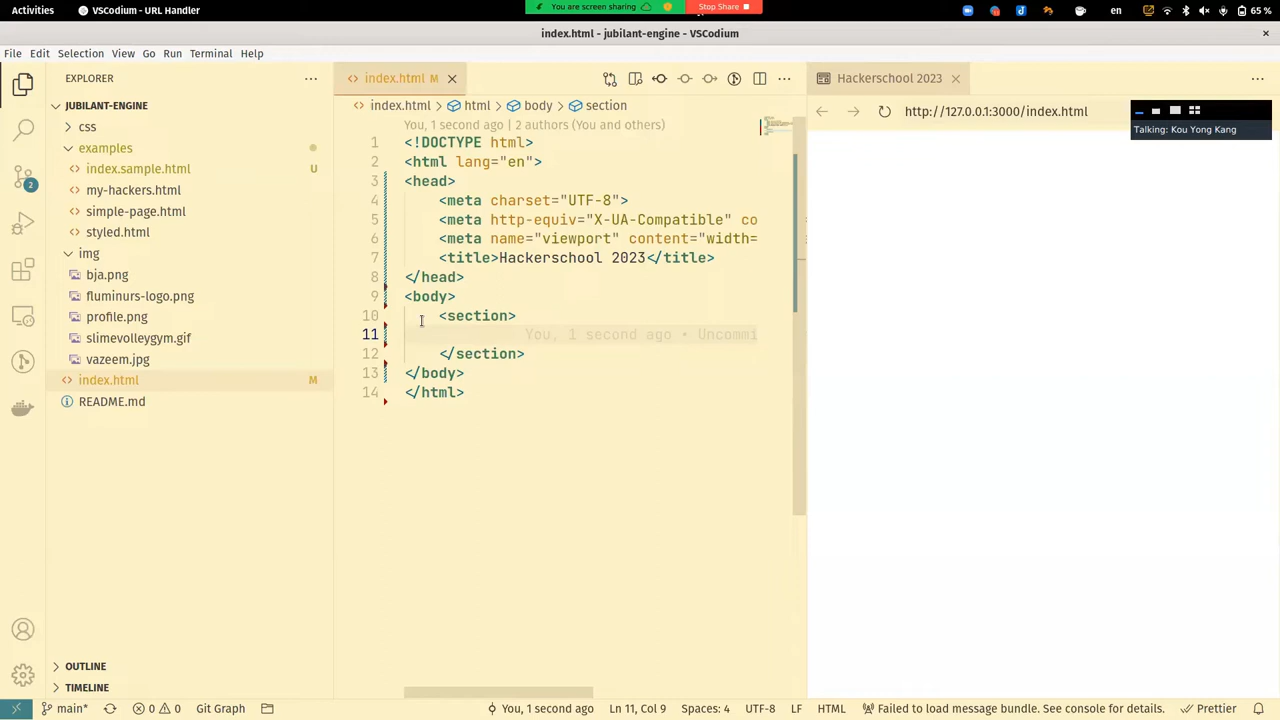 Activities
VSCodium - URL Handler
You are screen sharing
Stop Share
en
65 %
index.html - jubilant-engine - VSCodium
File Edit Selection View Go Run Terminal Help
EXPLORER
JUBILANT-ENGINE
css
examples
index.sample.html U
my-hackers.html
simple-page.html
styled.html
img
bja.png
fluminurs-logo.png
profile.png
slimevolleygym.gif
vazeem.jpg
index.html M
README.md
OUTLINE
TIMELINE
index.html M
index.html > html > body > section
You, 1 second ago | 2 authors (You and others)
1 <!DOCTYPE html>
2 <html lang="en">
3 <head>
4 <meta charset="UTF-8">
5 <meta http-equiv="X-UA-Compatible" co
6 <meta name="viewport" content="width=
7 <title>Hackerschool 2023</title>
8 </head>
9 <body>
10 <section>
11 You, 1 second ago • Uncommi
12 </section>
13 </body>
14 </html>
Hackerschool 2023
http://127.0.0.1:3000/index.html
Talking: Kou Yong Kang
2
main* 0 0 Git Graph
You, 1 second ago Ln 11, Col 9 Spaces: 4 UTF-8 LF HTML Failed to load message bundle. See console for details. Prettier